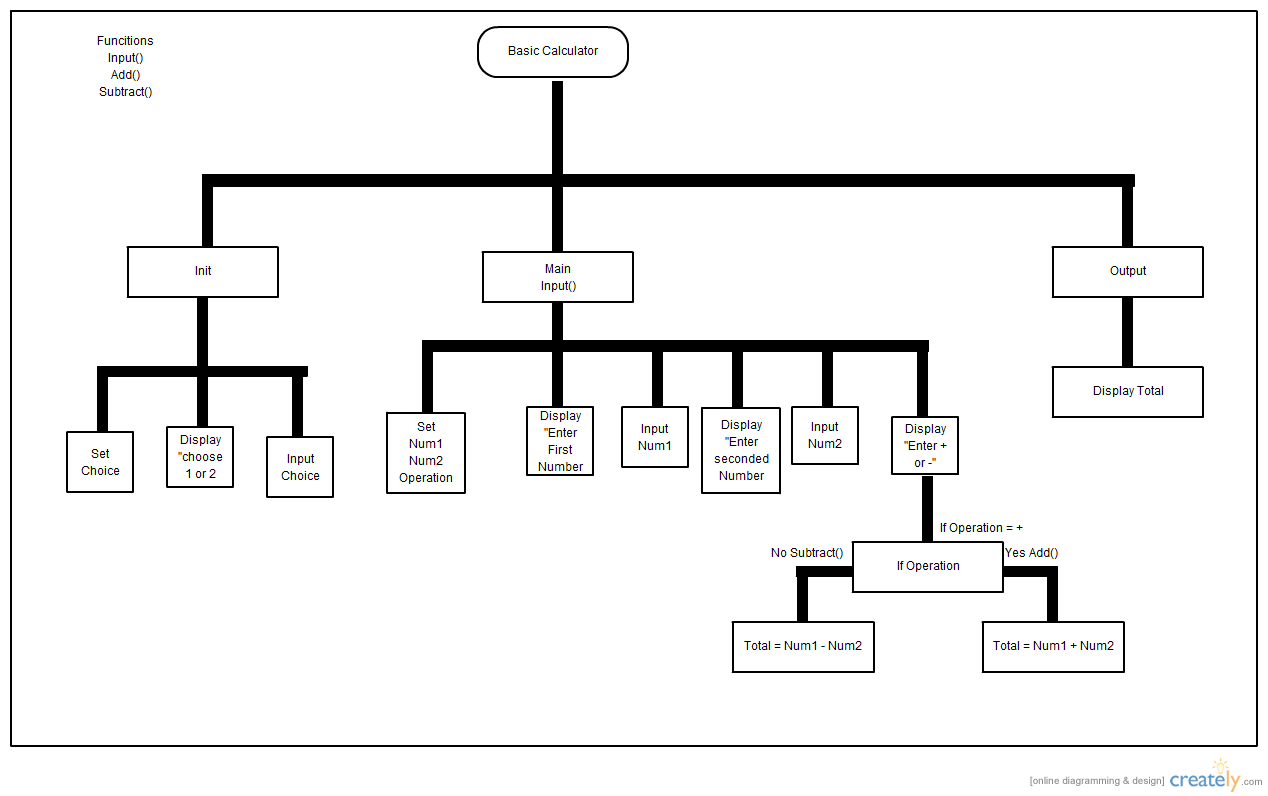 Funcitions
Input()
Add()
Subtract()
Basic Calculator
Init
Main
Input()
Output
Set
Choice
Display
"choose
1 or 2
Input
Choice
Set
Num1
Num2
Operation
Display
"Enter
First
Number
Input
Num1
Display
"Enter
seconded
Number
Input
Num2
Display
"Enter +
or -"
Display Total
If Operation = +
No Subtract()
If Operation
Yes Add()
Total = Num1 - Num2
Total = Num1 + Num2
[online diagramming & design] creately.com